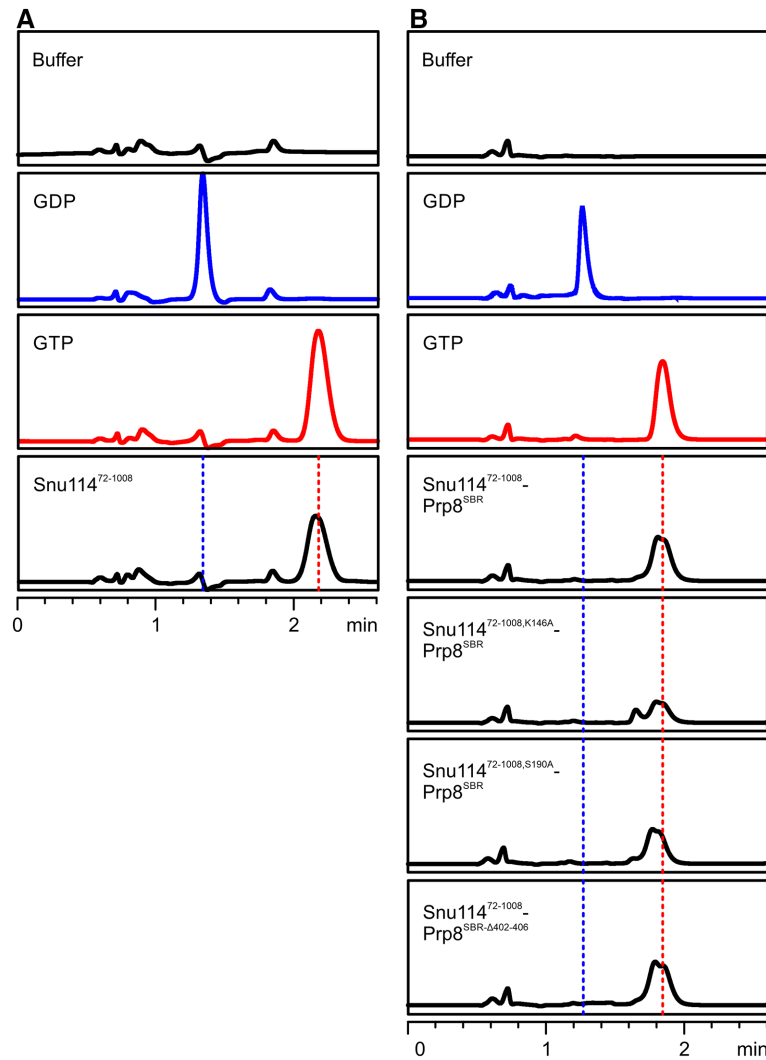 A
Buffer
GDP
GTP
Snu114^72-1008
0 1 2 min
B
Buffer
GDP
GTP
Snu114^72-1008-
Prp8^SBR
Snu114^72-1008,K146A-
Prp8^SBR
Snu114^72-1008,S190A-
Prp8^SBR
Snu114^72-1008-
Prp8^SBR-Δ402-406
0 1 2 min